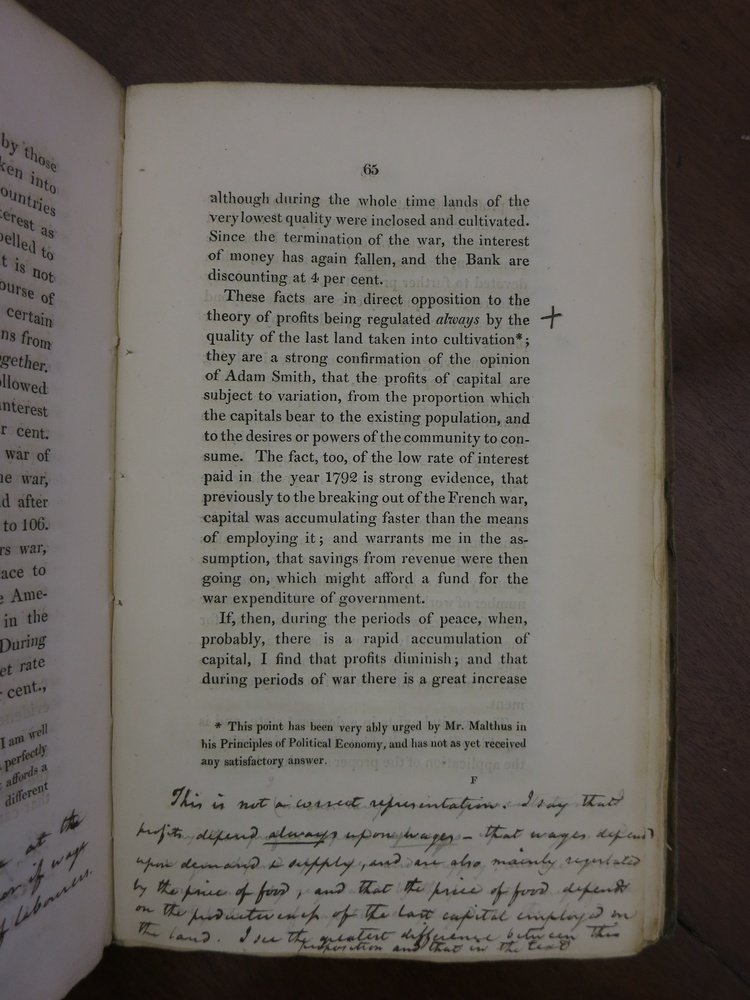 by those
ken into
ountries
terest as
pelled to
t is not
ourse of
certain
ns from
gether.
llowed
nterest
r cent.
war of
he war,
d after
to 106.
rs war,
ace to
e Ame-
in the
During
et rate
cent.,
I am well
perfectly
affords a
different
at the
if wages
labourers.
65
although during the whole time lands of the
very lowest quality were inclosed and cultivated.
Since the termination of the war, the interest
of money has again fallen, and the Bank are
discounting at 4 per cent.
These facts are in direct opposition to the
theory of profits being regulated always by the +
quality of the last land taken into cultivation*;
they are a strong confirmation of the opinion
of Adam Smith, that the profits of capital are
subject to variation, from the proportion which
the capitals bear to the existing population, and
to the desires or powers of the community to con-
sume. The fact, too, of the low rate of interest
paid in the year 1792 is strong evidence, that
previously to the breaking out of the French war,
capital was accumulating faster than the means
of employing it; and warrants me in the as-
sumption, that savings from revenue were then
going on, which might afford a fund for the
war expenditure of government.
If, then, during the periods of peace, when,
probably, there is a rapid accumulation of
capital, I find that profits diminish; and that
during periods of war there is a great increase
* This point has been very ably urged by Mr. Malthus in
his Principles of Political Economy, and has not as yet received
any satisfactory answer.
F
This is not a correct representation. I say that
profits depend always upon wages – that wages depend
upon demand & supply, and are also, mainly regulated
by the price of food, and that the price of food depends
on the productiveness of the last capital employed on
the land. I see the greatest difference between this
proposition and that in the text